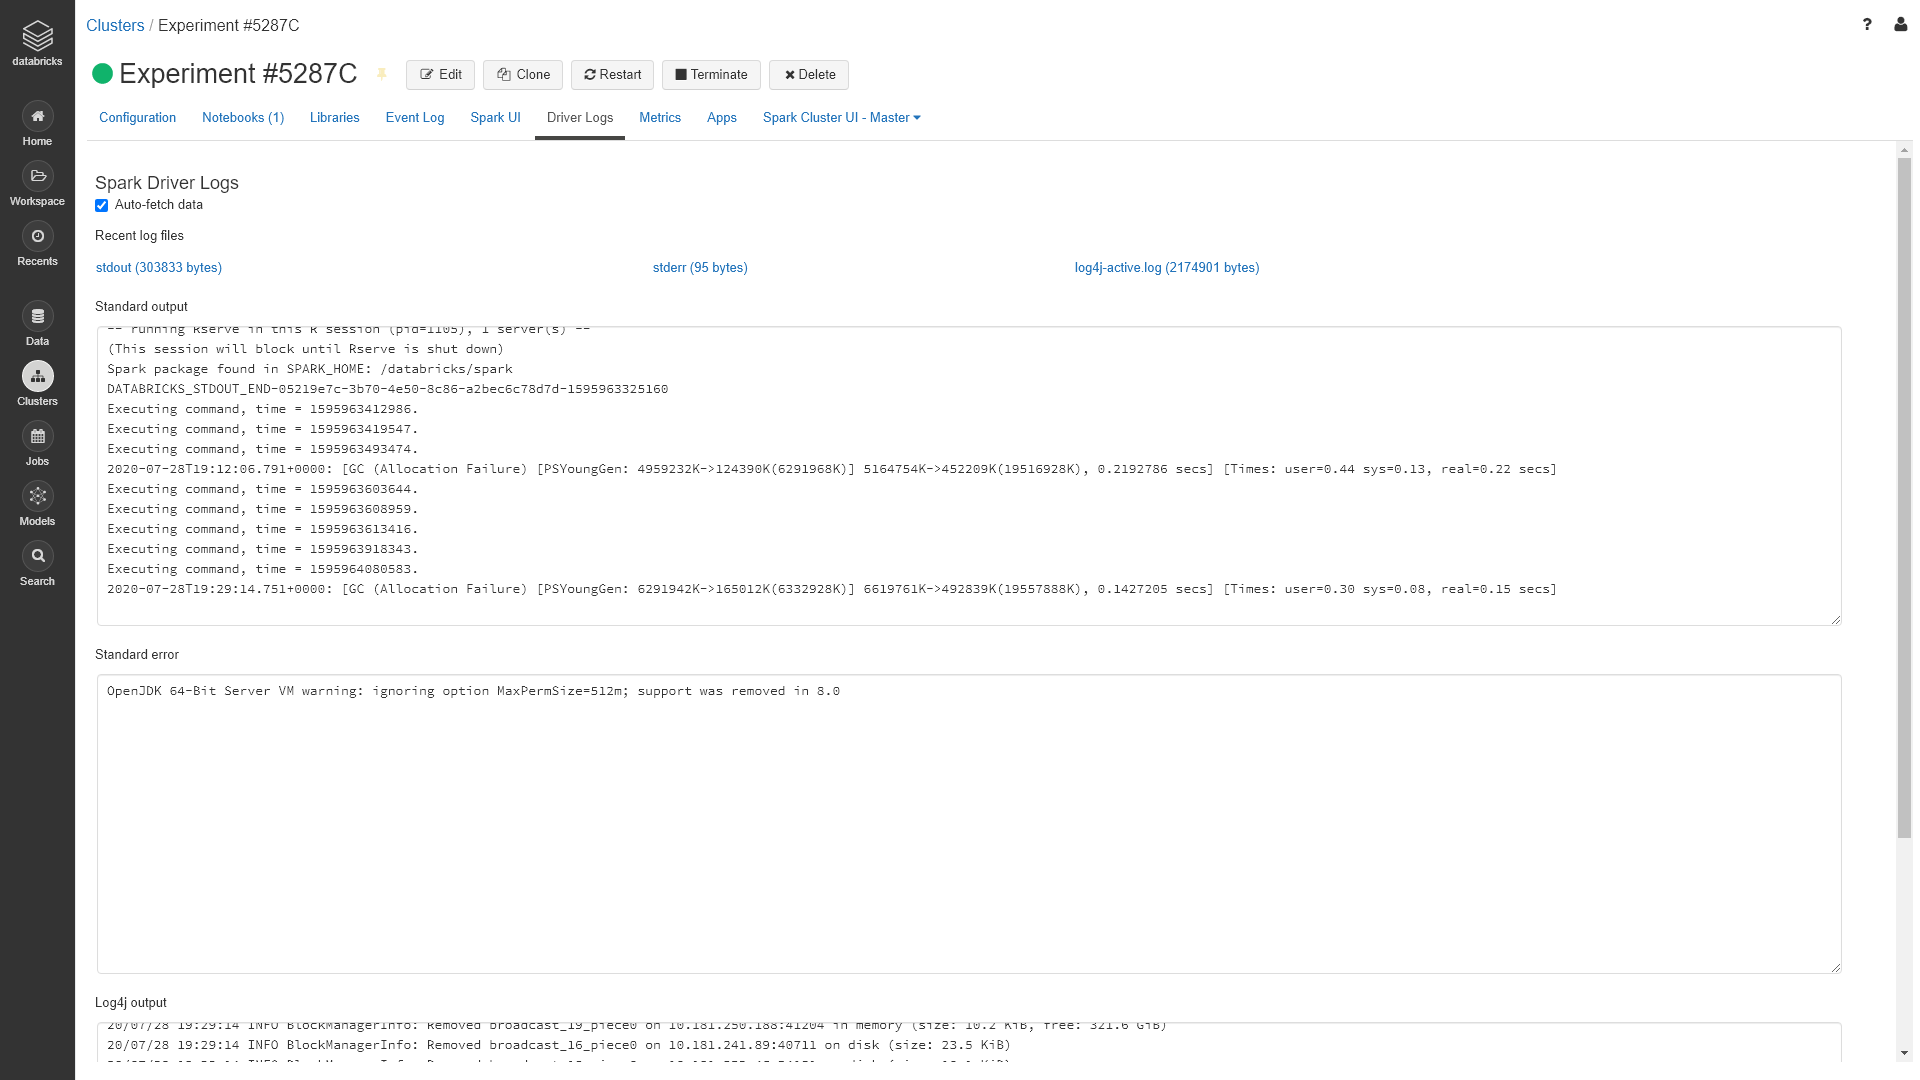 databricks
Home
Workspace
Recents
Data
Clusters
Jobs
Models
Search
Clusters / Experiment #5287C
?
Experiment #5287C
Edit Clone Restart Terminate Delete
Configuration Notebooks (1) Libraries Event Log Spark UI Driver Logs Metrics Apps Spark Cluster UI - Master
Spark Driver Logs
Auto-fetch data
Recent log files
stdout (303833 bytes) stderr (95 bytes) log4j-active.log (2174901 bytes)
Standard output
-- running Rserve in this R session (pid=1105), 1 server(s) --
(This session will block until Rserve is shut down)
Spark package found in SPARK_HOME: /databricks/spark
DATABRICKS_STDOUT_END-05219e7c-3b70-4e50-8c86-a2bec6c78d7d-1595963325160
Executing command, time = 1595963412986.
Executing command, time = 1595963419547.
Executing command, time = 1595963493474.
2020-07-28T19:12:06.791+0000: [GC (Allocation Failure) [PSYoungGen: 4959232K->124390K(6291968K)] 5164754K->452209K(19516928K), 0.2192786 secs] [Times: user=0.44 sys=0.13, real=0.22 secs]
Executing command, time = 1595963603644.
Executing command, time = 1595963608959.
Executing command, time = 1595963613416.
Executing command, time = 1595963918343.
Executing command, time = 1595964080583.
2020-07-28T19:29:14.751+0000: [GC (Allocation Failure) [PSYoungGen: 6291942K->165012K(6332928K)] 6619761K->492839K(19557888K), 0.1427205 secs] [Times: user=0.30 sys=0.08, real=0.15 secs]
Standard error
OpenJDK 64-Bit Server VM warning: ignoring option MaxPermSize=512m; support was removed in 8.0
Log4j output
20/07/28 19:29:14 INFO BlockManagerInfo: Removed broadcast_19_piece0 on 10.181.250.188:41204 in memory (size: 10.2 KiB, free: 321.6 GiB)
20/07/28 19:29:14 INFO BlockManagerInfo: Removed broadcast_16_piece0 on 10.181.241.89:40711 on disk (size: 23.5 KiB)